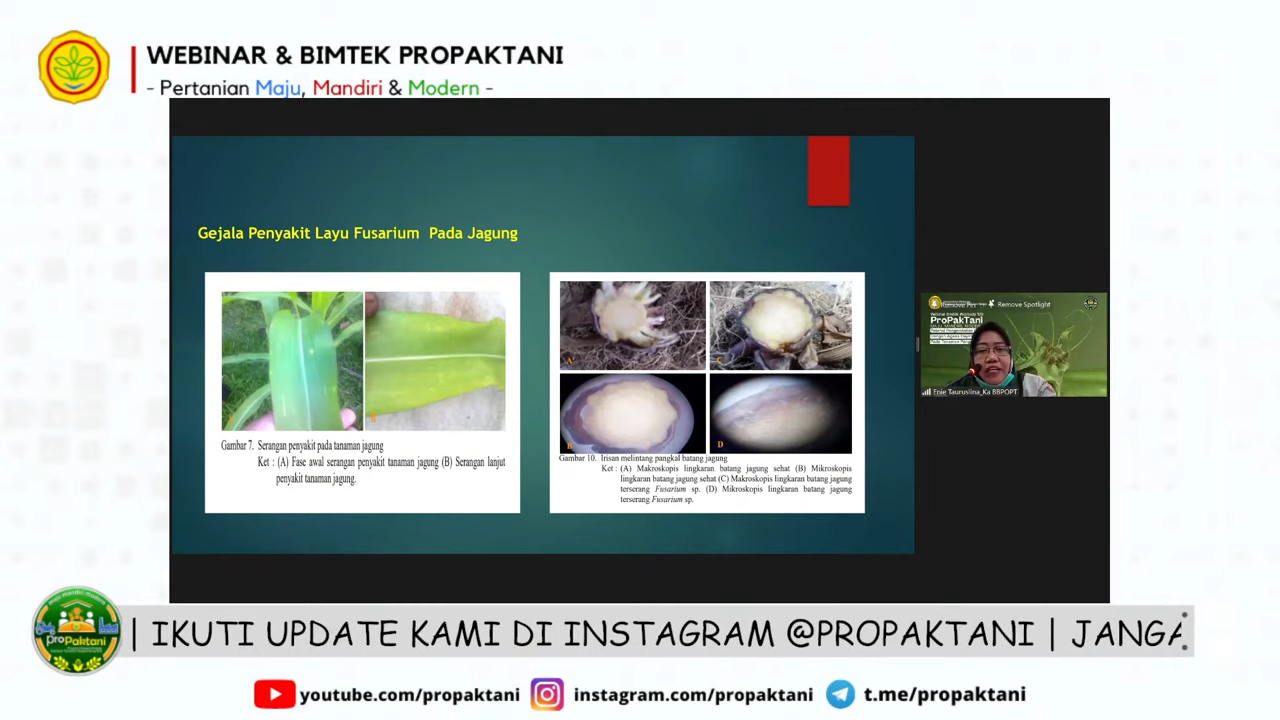 WEBINAR & BIMTEK PROPAKTANI
- Pertanian Maju, Mandiri & Modern -
Gejala Penyakit Layu Fusarium Pada Jagung
A
B
Gambar 7. Serangan penyakit pada tanaman jagung
Ket : (A) Fase awal serangan penyakit tanaman jagung (B) Serangan lanjut
penyakit tanaman jagung.
A
C
B
D
Gambar 10. Irisan melintang pangkal batang jagung
Ket : (A) Makroskopis lingkaran batang jagung sehat (B) Mikroskopis
lingkaran batang jagung sehat (C) Makroskopis lingkaran batang jagung
terserang Fusarium sp. (D) Mikroskopis lingkaran batang jagung
terserang Fusarium sp.
Remove Spotlight
ProPakTani
Enie Tauruslina_Ka BBPOPT
proPaktani
| IKUTI UPDATE KAMI DI INSTAGRAM @PROPAKTANI | JANGA
youtube.com/propaktani
instagram.com/propaktani
t.me/propaktani